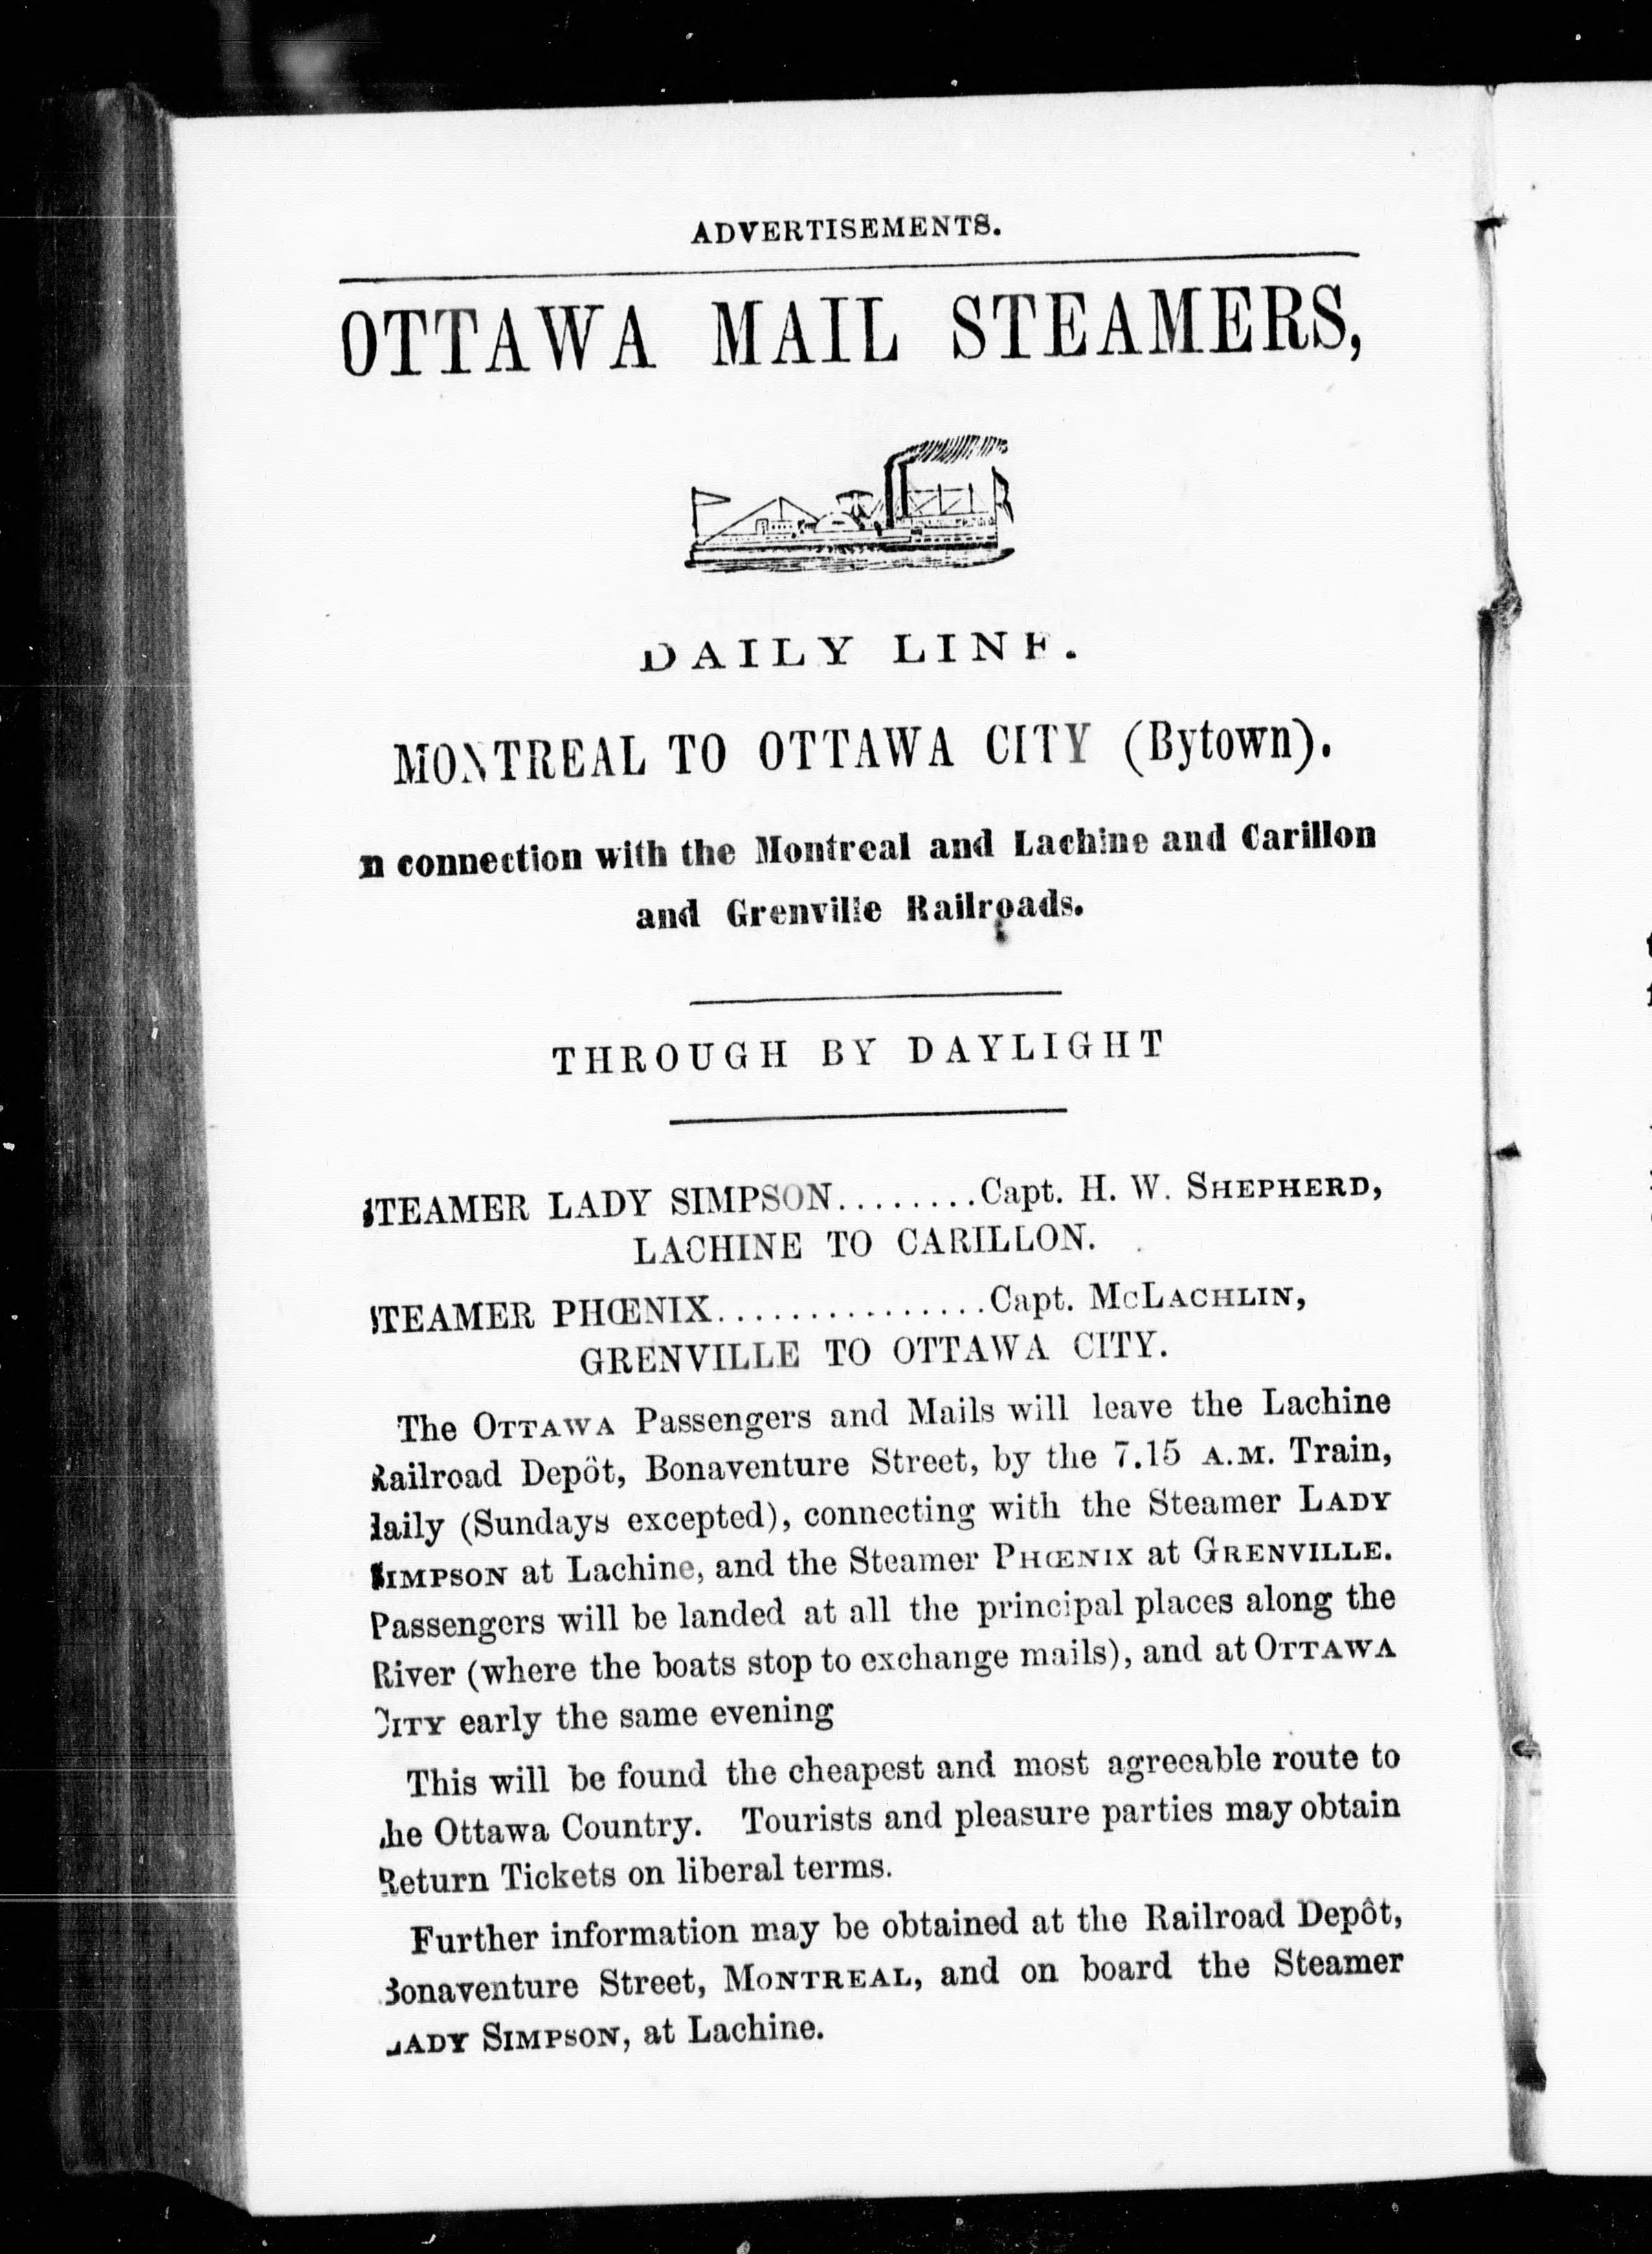 ADVERTISEMENTS.
OTTAWA MAIL STEAMERS,
DAILY LINE.
MONTREAL TO OTTAWA CITY (Bytown).
n connection with the Montreal and Lachine and Carillon
and Grenville Railroads.
THROUGH BY DAYLIGHT
STEAMER LADY SIMPSON........Capt. H. W. SHEPHERD,
LACHINE TO CARILLON.
STEAMER PHŒNIX...............Capt. McLACHLIN,
GRENVILLE TO OTTAWA CITY.
The OTTAWA Passengers and Mails will leave the Lachine
Railroad Depôt, Bonaventure Street, by the 7.15 A.M. Train,
daily (Sundays excepted), connecting with the Steamer LADY
SIMPSON at Lachine, and the Steamer PHŒNIX at GRENVILLE.
Passengers will be landed at all the principal places along the
River (where the boats stop to exchange mails), and at OTTAWA
CITY early the same evening
This will be found the cheapest and most agreeable route to
the Ottawa Country. Tourists and pleasure parties may obtain
Return Tickets on liberal terms.
Further information may be obtained at the Railroad Depôt,
Bonaventure Street, MONTREAL, and on board the Steamer
LADY SIMPSON, at Lachine.